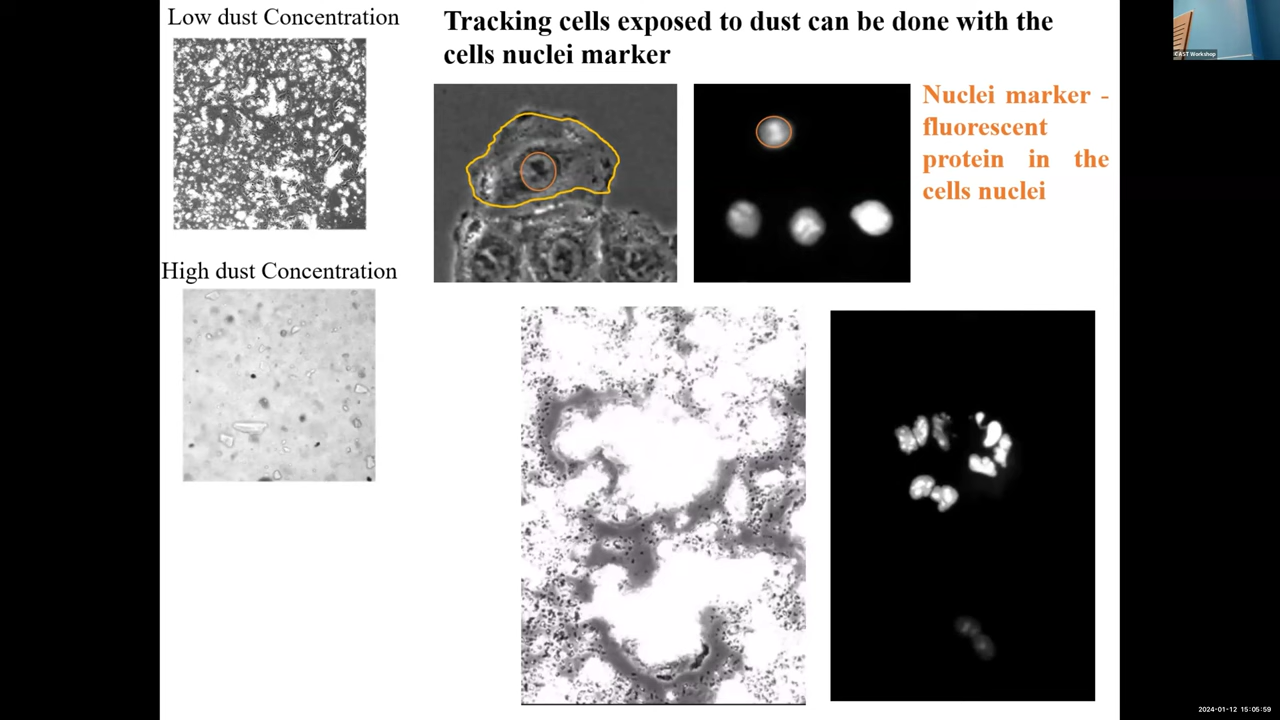 Low dust Concentration
Tracking cells exposed to dust can be done with the
cells nuclei marker
Nuclei marker -
fluorescent
protein in the
cells nuclei
High dust Concentration
2024-01-12 15:05:59